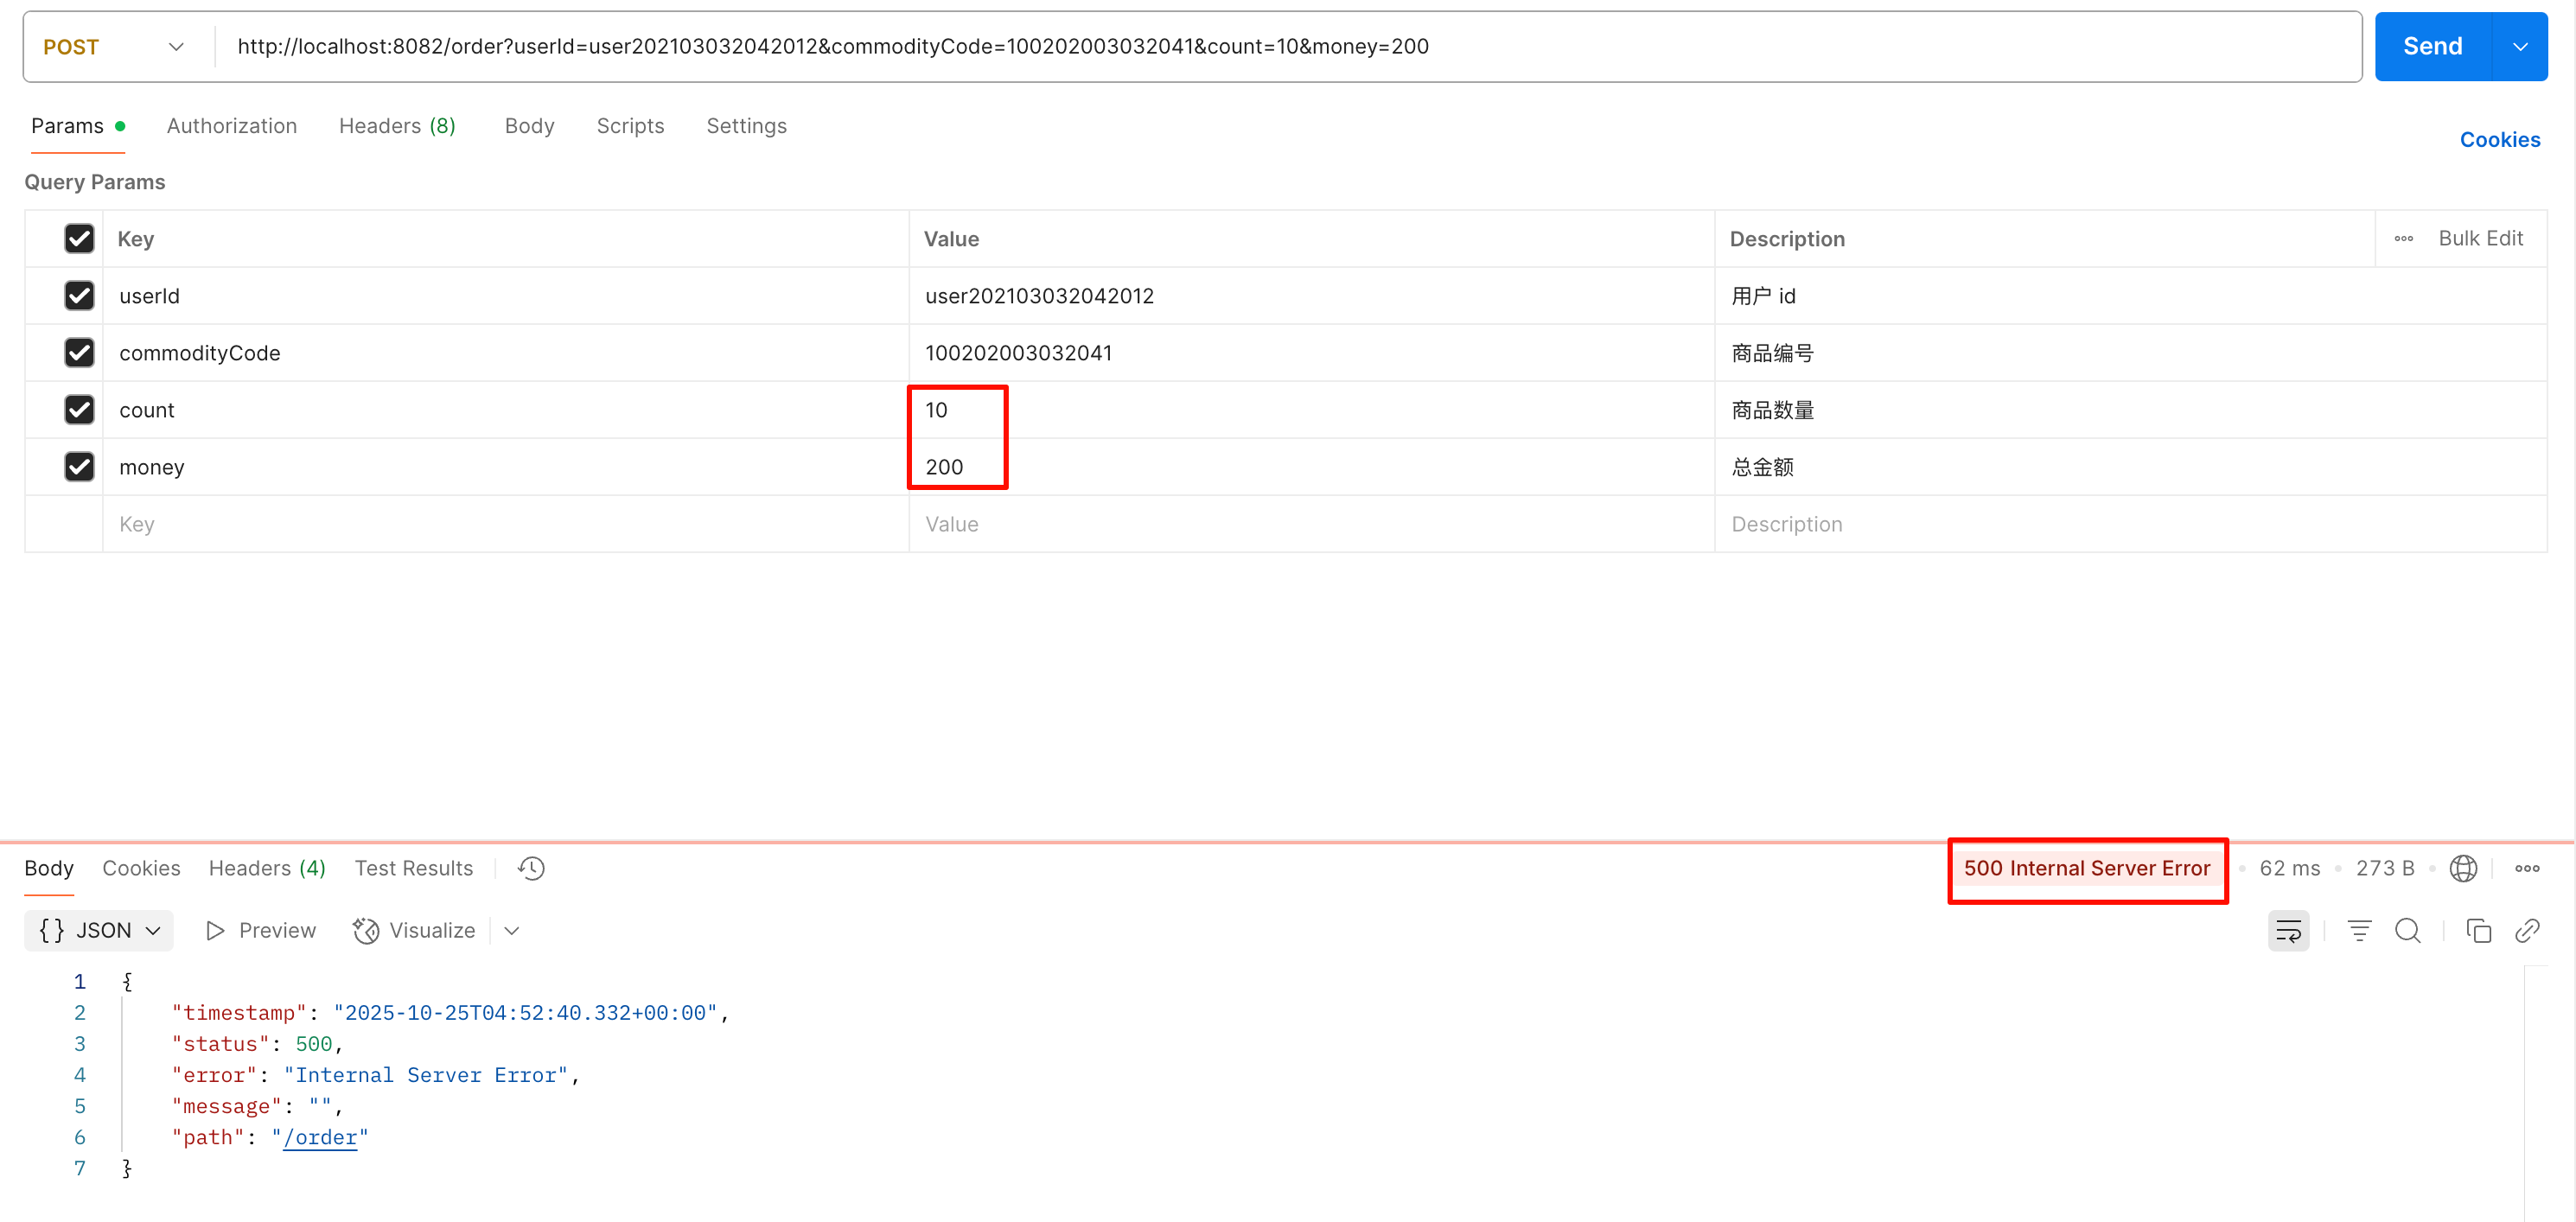 POST http://localhost:8082/order?userId=user202103032042012&commodityCode=100202003032041&count=10&money=200 Send
Params Authorization Headers (8) Body Scripts Settings Cookies
Query Params
Key Value Description Bulk Edit
userId user202103032042012 用户 id
commodityCode 100202003032041 商品编号
count 10 商品数量
money 200 总金额
Key Value Description
Body Cookies Headers (4) Test Results 500 Internal Server Error 62 ms 273 B
{} JSON Preview Visualize
1 {
2 "timestamp": "2025-10-25T04:52:40.332+00:00",
3 "status": 500,
4 "error": "Internal Server Error",
5 "message": "",
6 "path": "/order"
7 }